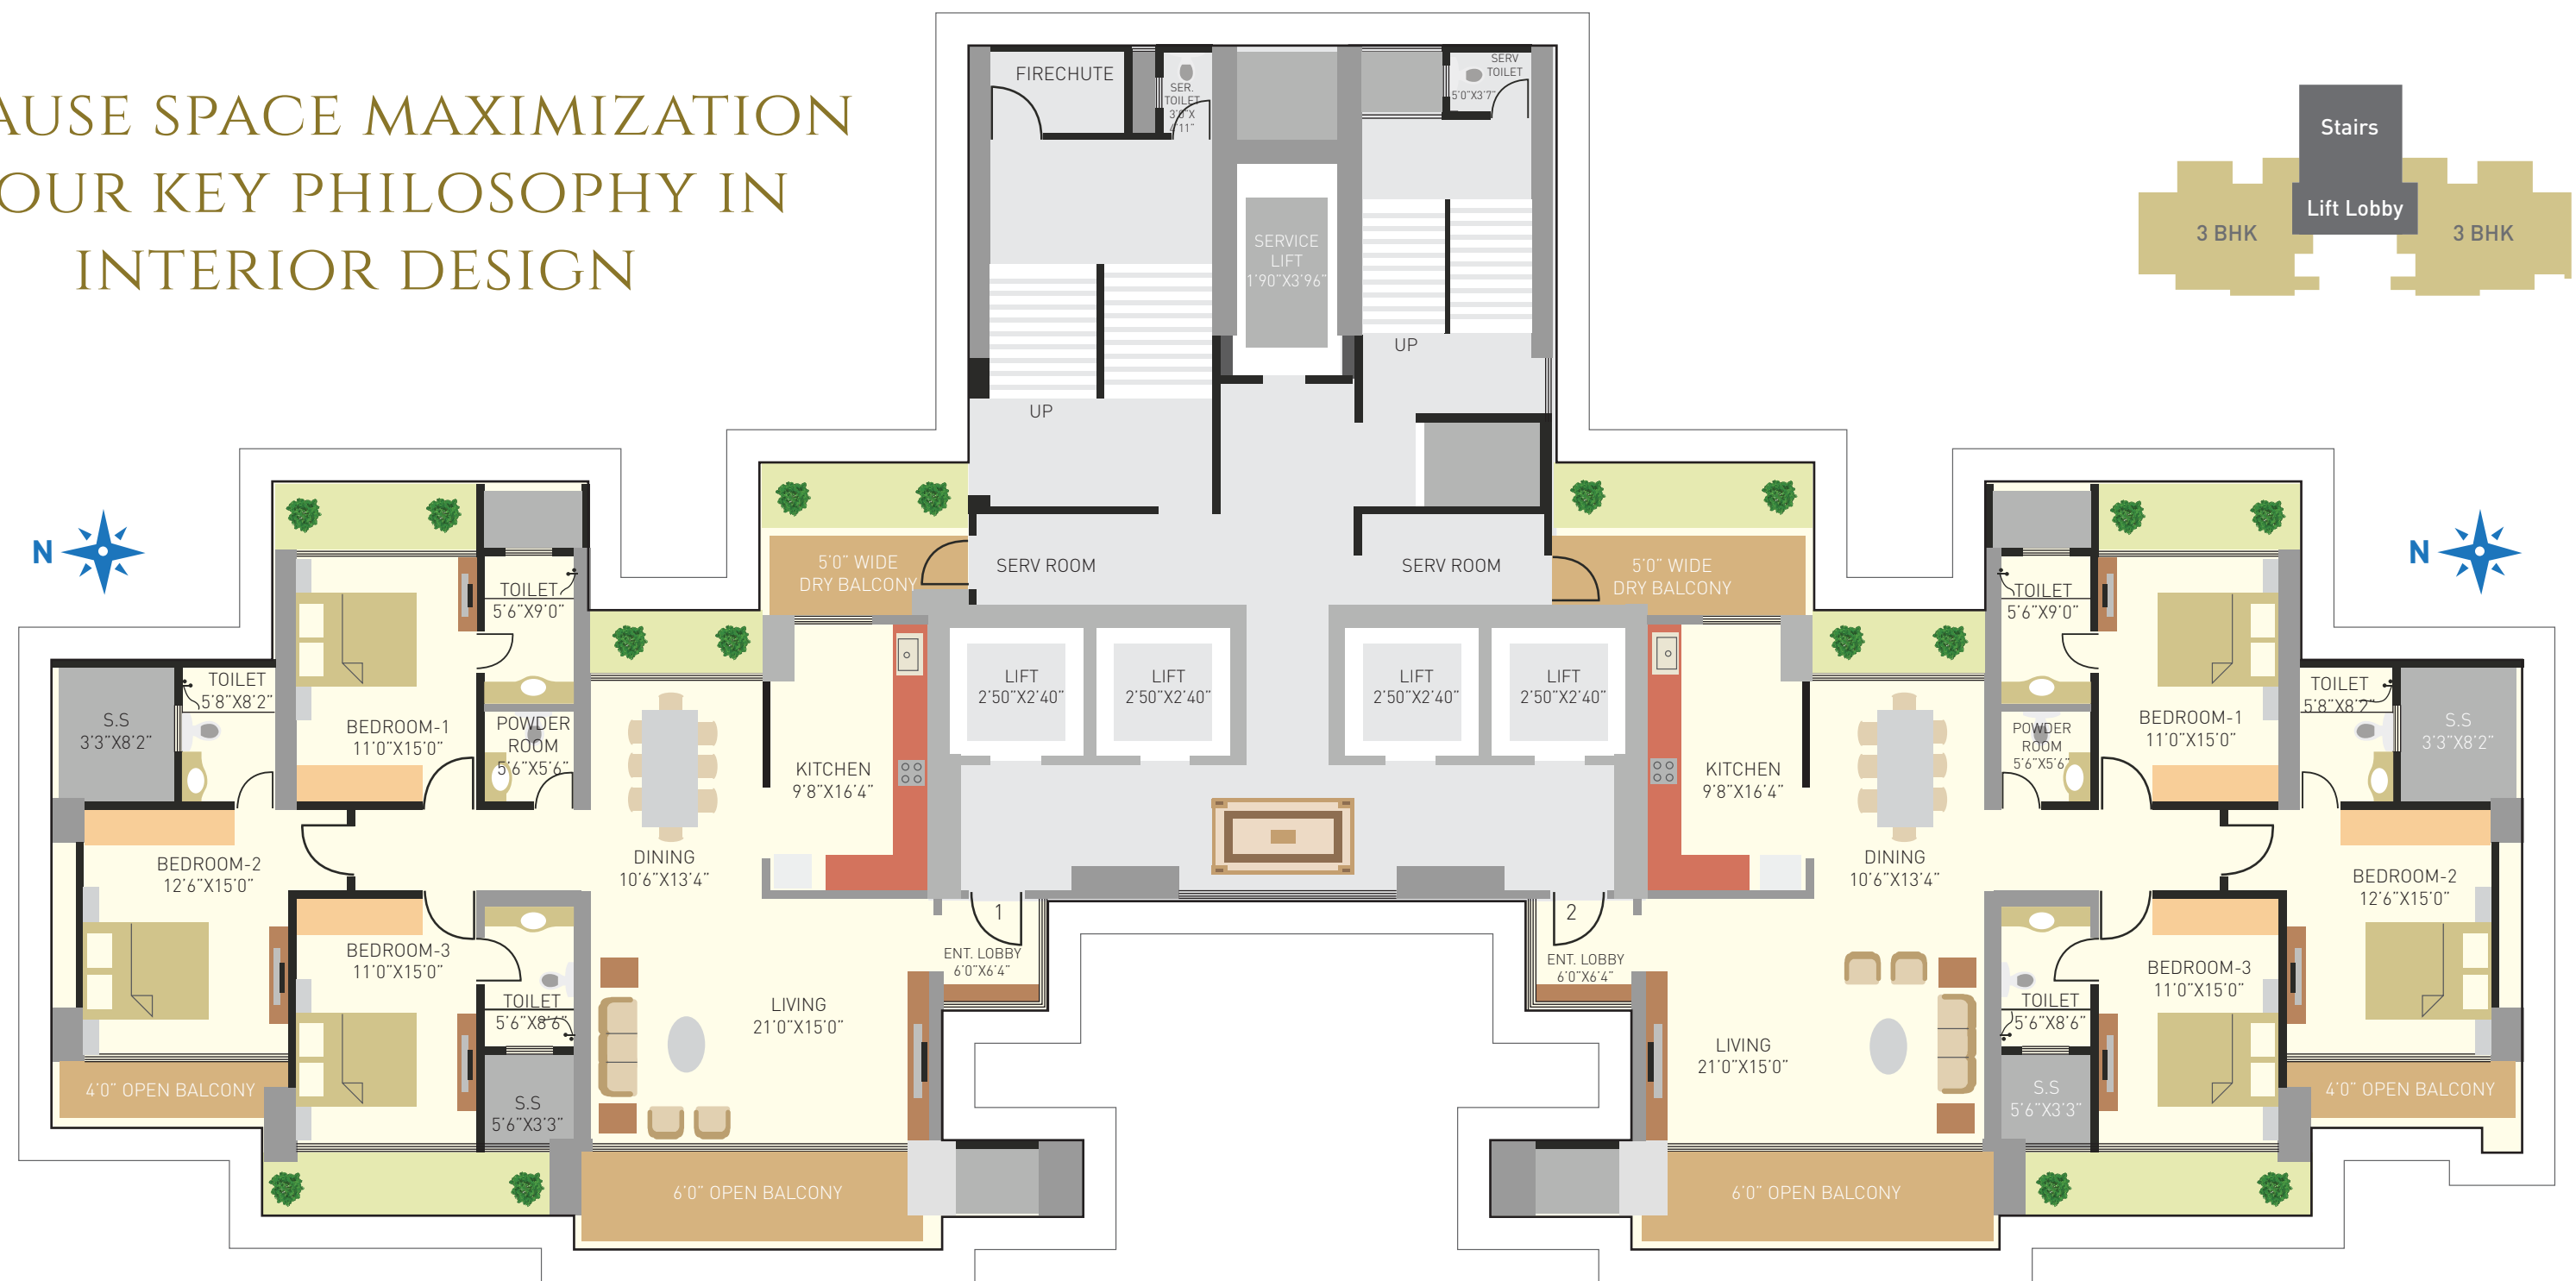 AUSE SPACE MAXIMIZATION
OUR KEY PHILOSOPHY IN
INTERIOR DESIGN
Stairs
Lift Lobby
3 BHK
3 BHK
FIRECHUTE
SER.
TOILET
3'0"X
4'11"
SERV
TOILET
5'0"X3'7"
SERVICE
LIFT
1'90"X3'96"
UP
UP
N
N
5'0" WIDE
DRY BALCONY
SERV ROOM
SERV ROOM
5'0" WIDE
DRY BALCONY
TOILET
5'6"X9'0"
TOILET
5'6"X9'0"
TOILET
5'8"X8'2"
S.S
3'3"X8'2"
BEDROOM-1
11'0"X15'0"
POWDER
ROOM
5'6"X5'6"
KITCHEN
9'8"X16'4"
LIFT
2'50"X2'40"
LIFT
2'50"X2'40"
LIFT
2'50"X2'40"
LIFT
2'50"X2'40"
KITCHEN
9'8"X16'4"
POWDER
ROOM
5'6"X5'6"
BEDROOM-1
11'0"X15'0"
TOILET
5'8"X8'2"
S.S
3'3"X8'2"
BEDROOM-2
12'6"X15'0"
DINING
10'6"X13'4"
DINING
10'6"X13'4"
BEDROOM-2
12'6"X15'0"
1
2
BEDROOM-3
11'0"X15'0"
ENT. LOBBY
6'0"X6'4"
ENT. LOBBY
6'0"X6'4"
BEDROOM-3
11'0"X15'0"
TOILET
5'6"X8'6"
LIVING
21'0"X15'0"
LIVING
21'0"X15'0"
TOILET
5'6"X8'6"
4'0" OPEN BALCONY
S.S
5'6"X3'3"
S.S
5'6"X3'3"
4'0" OPEN BALCONY
6'0" OPEN BALCONY
6'0" OPEN BALCONY